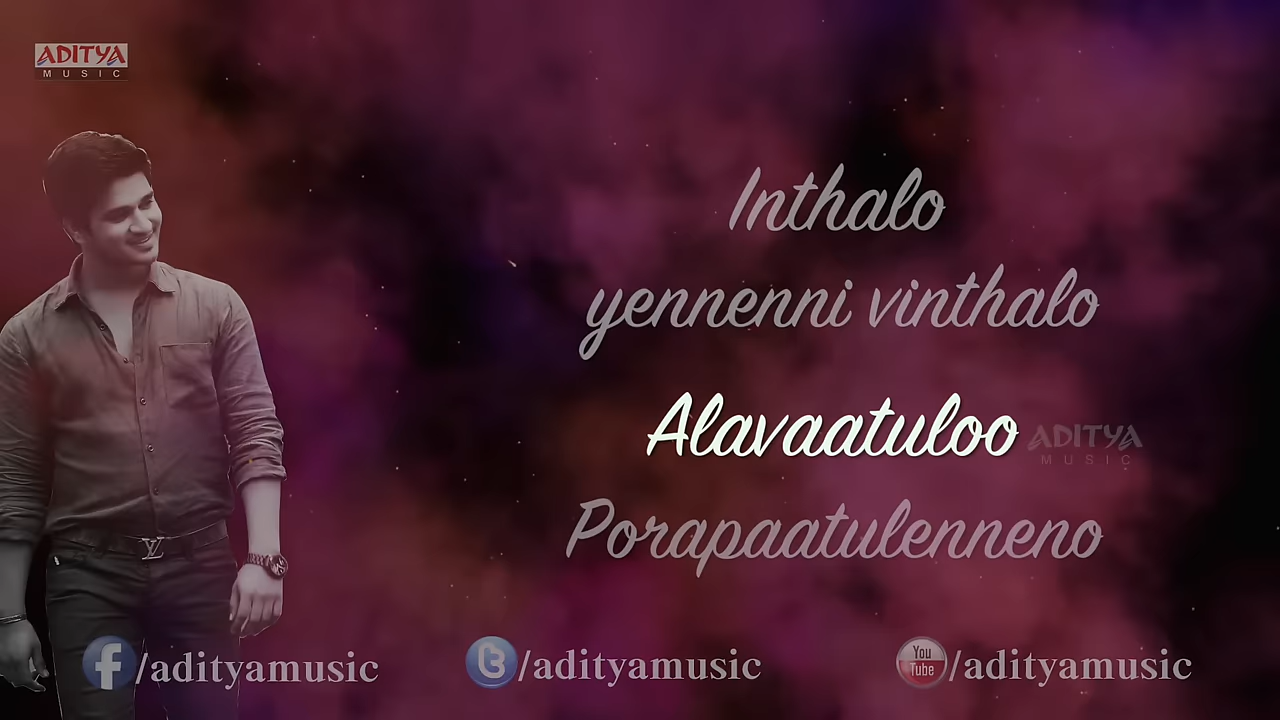 ADITYA
MUSIC
Inthalo
yennenni vinthalo
Alavaatuloo
ADITYA
MUSIC
Porapaatulenneno
f/adityamusic
t/adityamusic
You
Tube
/adityamusic